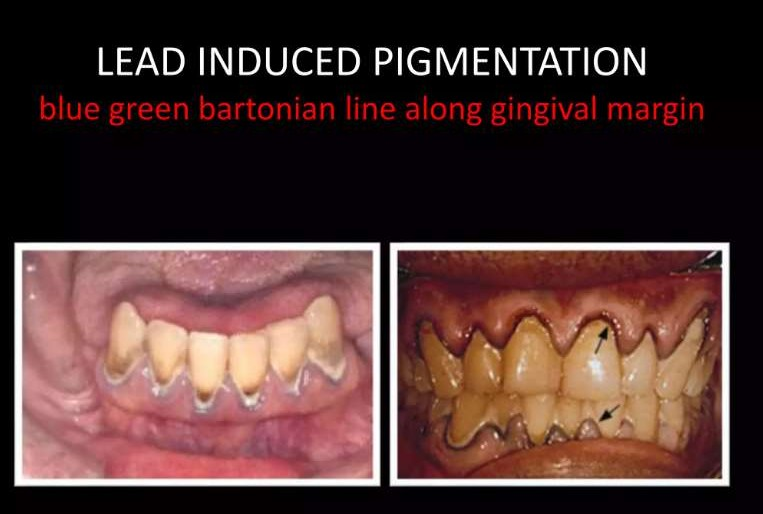 LEAD INDUCED PIGMENTATION
blue green bartonian line along gingival margin